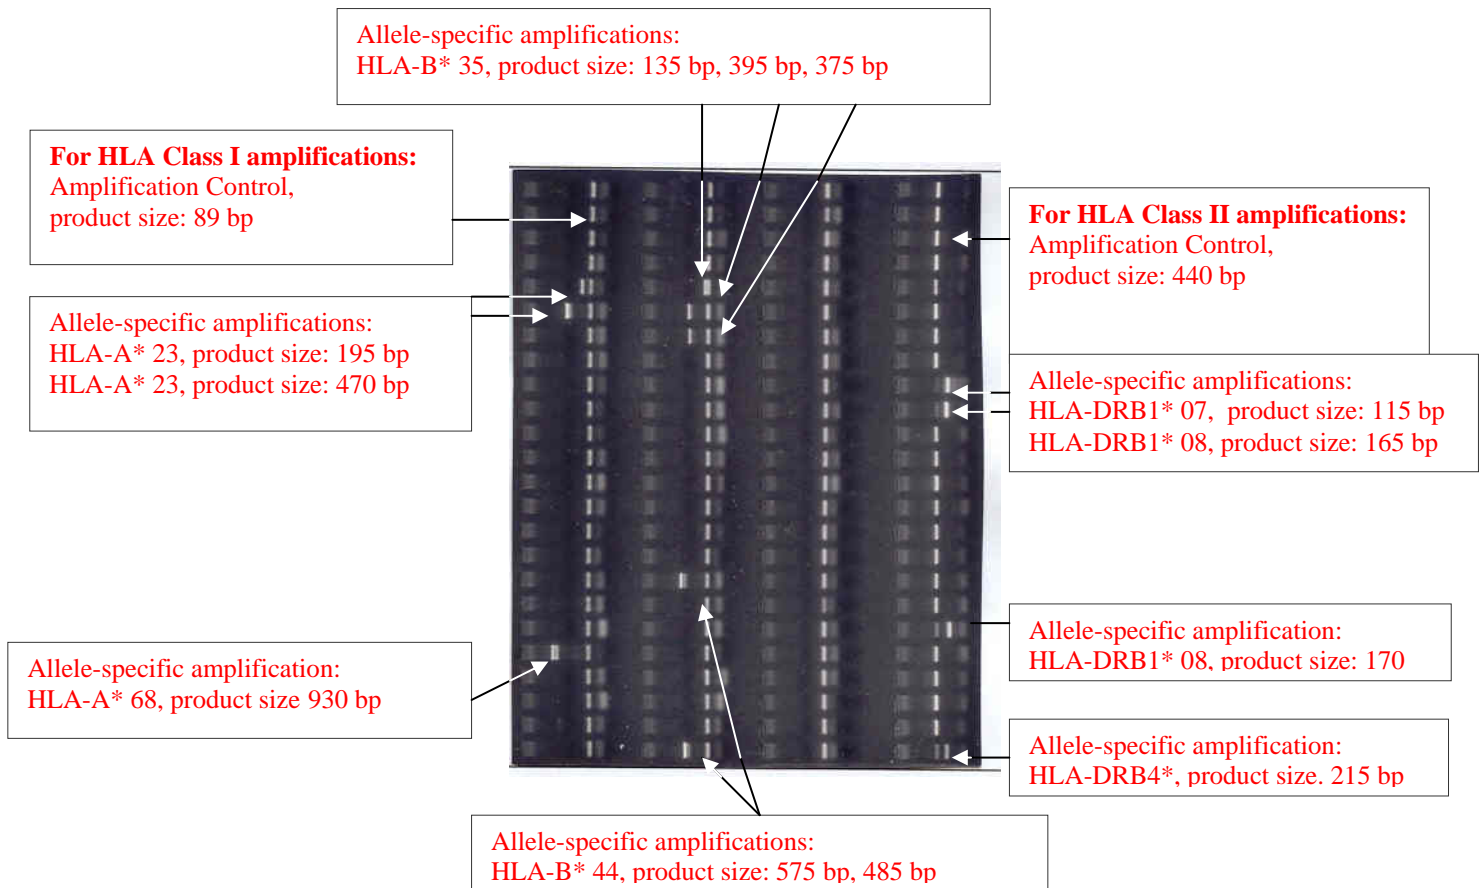 Allele-specific amplifications:
HLA-B* 35, product size: 135 bp, 395 bp, 375 bp
For HLA Class I amplifications:
Amplification Control,
product size: 89 bp
For HLA Class II amplifications:
Amplification Control,
product size: 440 bp
Allele-specific amplifications:
HLA-A* 23, product size: 195 bp
HLA-A* 23, product size: 470 bp
Allele-specific amplifications:
HLA-DRB1* 07, product size: 115 bp
HLA-DRB1* 08, product size: 165 bp
Allele-specific amplification:
HLA-DRB1* 08, product size: 170
Allele-specific amplification:
HLA-A* 68, product size 930 bp
Allele-specific amplification:
HLA-DRB4*, product size. 215 bp
Allele-specific amplifications:
HLA-B* 44, product size: 575 bp, 485 bp